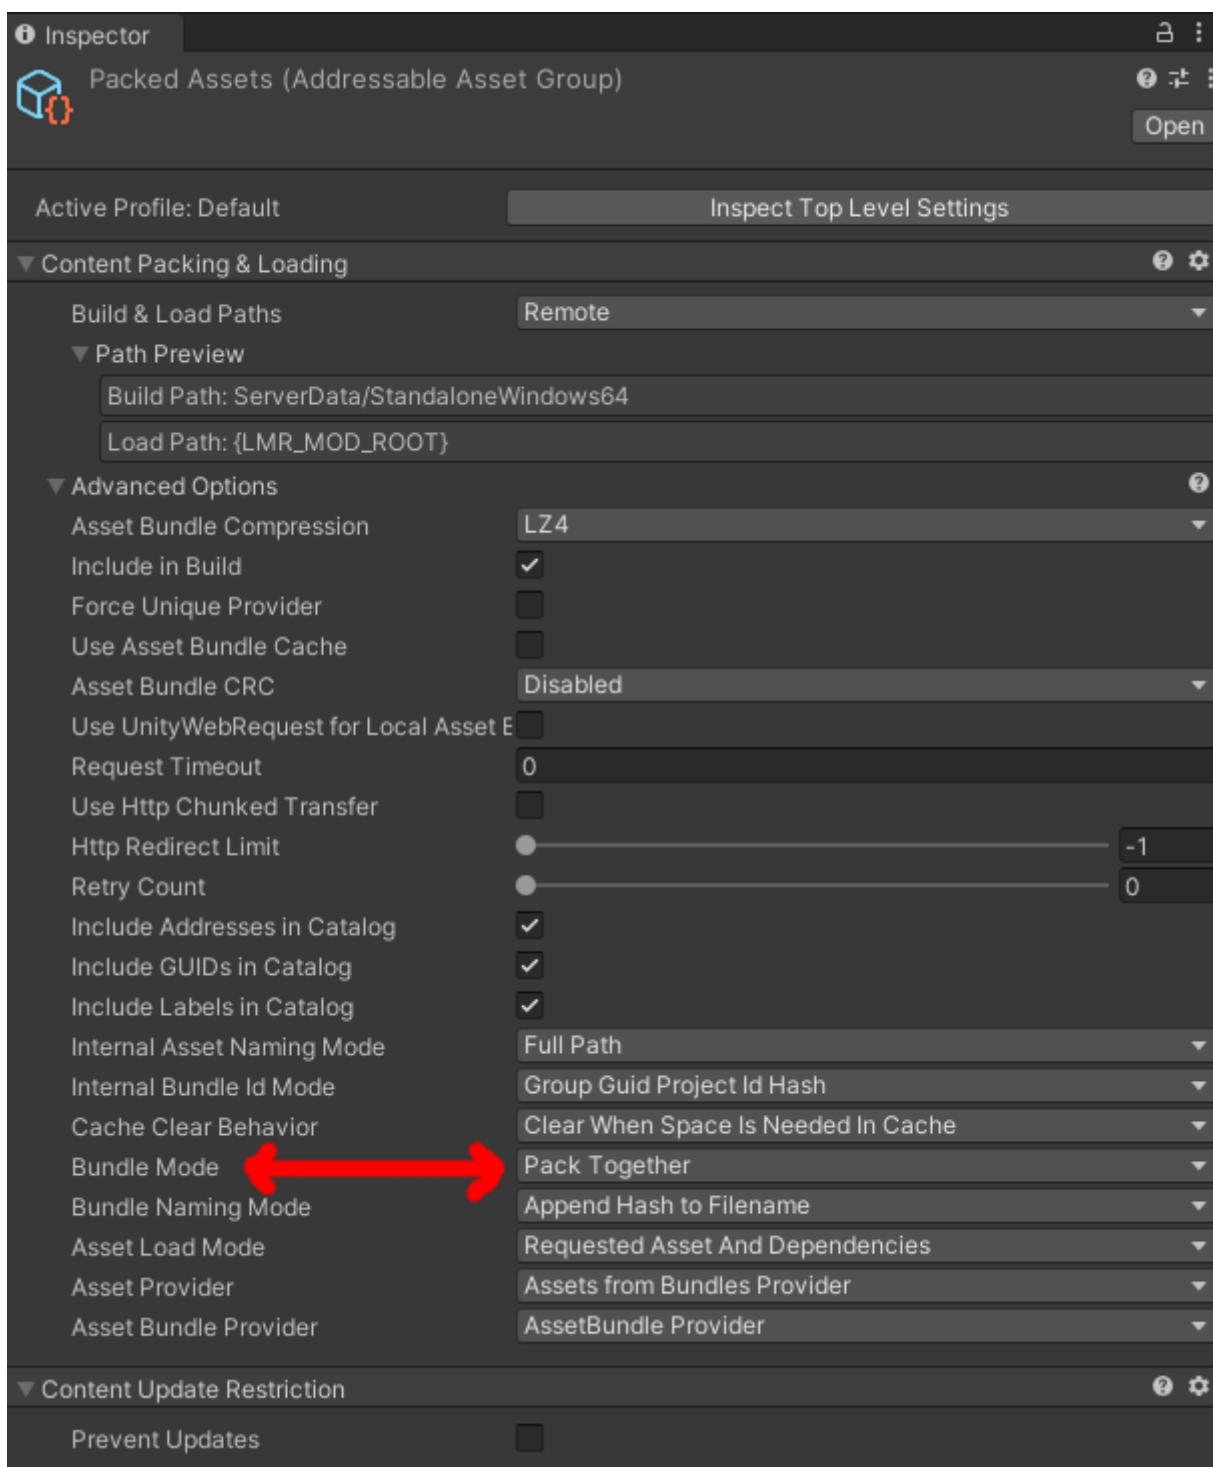 Inspector
Packed Assets (Addressable Asset Group)
Open
Active Profile: Default Inspect Top Level Settings
Content Packing & Loading
Build & Load Paths Remote
Path Preview
Build Path: ServerData/StandaloneWindows64
Load Path: {LMR_MOD_ROOT}
Advanced Options
Asset Bundle Compression LZ4
Include in Build
Force Unique Provider
Use Asset Bundle Cache
Asset Bundle CRC Disabled
Use UnityWebRequest for Local Asset
Request Timeout 0
Use Http Chunked Transfer
Http Redirect Limit -1
Retry Count 0
Include Addresses in Catalog
Include GUIDs in Catalog
Include Labels in Catalog
Internal Asset Naming Mode Full Path
Internal Bundle Id Mode Group Guid Project Id Hash
Cache Clear Behavior Clear When Space Is Needed In Cache
Bundle Mode Pack Together
Bundle Naming Mode Append Hash to Filename
Asset Load Mode Requested Asset And Dependencies
Asset Provider Assets from Bundles Provider
Asset Bundle Provider AssetBundle Provider
Content Update Restriction
Prevent Updates